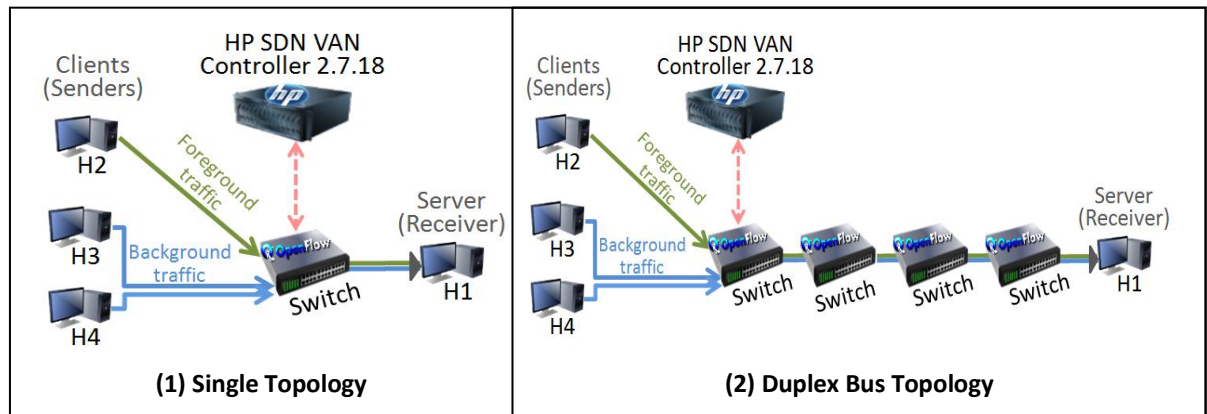 HP SDN VAN
Controller 2.7.18
hp
Clients
(Senders)
H2
Foreground
traffic
H3
Background
traffic
H4
OpenFlow
Switch
Server
(Receiver)
H1
(1) Single Topology
HP SDN VAN
Controller 2.7.18
hp
Clients
(Senders)
H2
Foreground
traffic
H3
Background
traffic
H4
OpenFlow
Switch
OpenFlow
Switch
OpenFlow
Switch
OpenFlow
Switch
Server
(Receiver)
H1
(2) Duplex Bus Topology